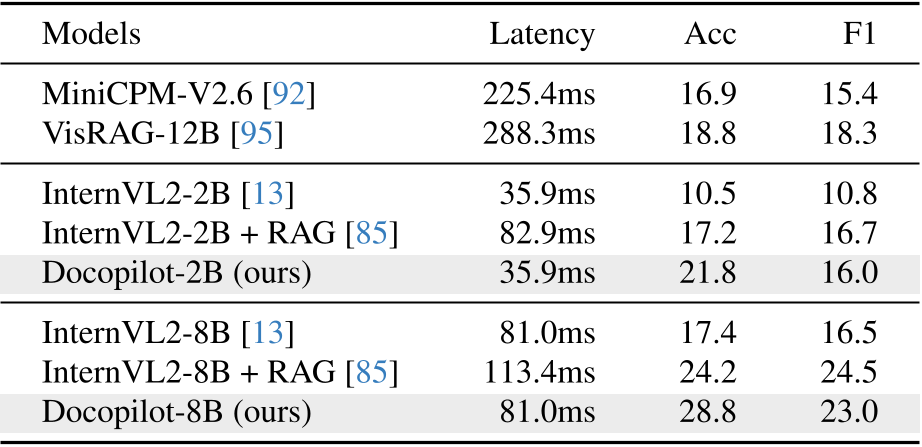 Models Latency Acc F1
MiniCPM-V2.6 [92] 225.4ms 16.9 15.4
VisRAG-12B [95] 288.3ms 18.8 18.3
InternVL2-2B [13] 35.9ms 10.5 10.8
InternVL2-2B + RAG [85] 82.9ms 17.2 16.7
Docopilot-2B (ours) 35.9ms 21.8 16.0
InternVL2-8B [13] 81.0ms 17.4 16.5
InternVL2-8B + RAG [85] 113.4ms 24.2 24.5
Docopilot-8B (ours) 81.0ms 28.8 23.0